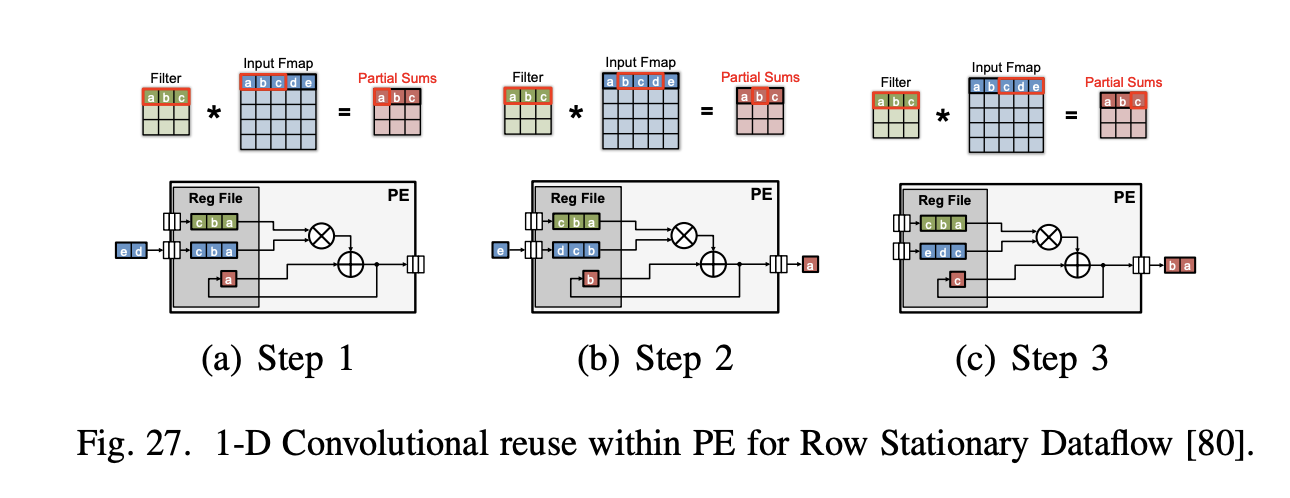 Filter
Input Fmap
Partial Sums
a b c
a b c d e
a b c
*
=
PE
Reg File
c b a
e d
c b a
a
(a) Step 1
Filter
Input Fmap
Partial Sums
a b c
a b c d e
a b c
*
=
PE
Reg File
c b a
e
d c b
b
a
(b) Step 2
Filter
Input Fmap
Partial Sums
a b c
a b c d e
a b c
*
=
PE
Reg File
c b a
e d c
c
b a
(c) Step 3
Fig. 27. 1-D Convolutional reuse within PE for Row Stationary Dataflow [80].